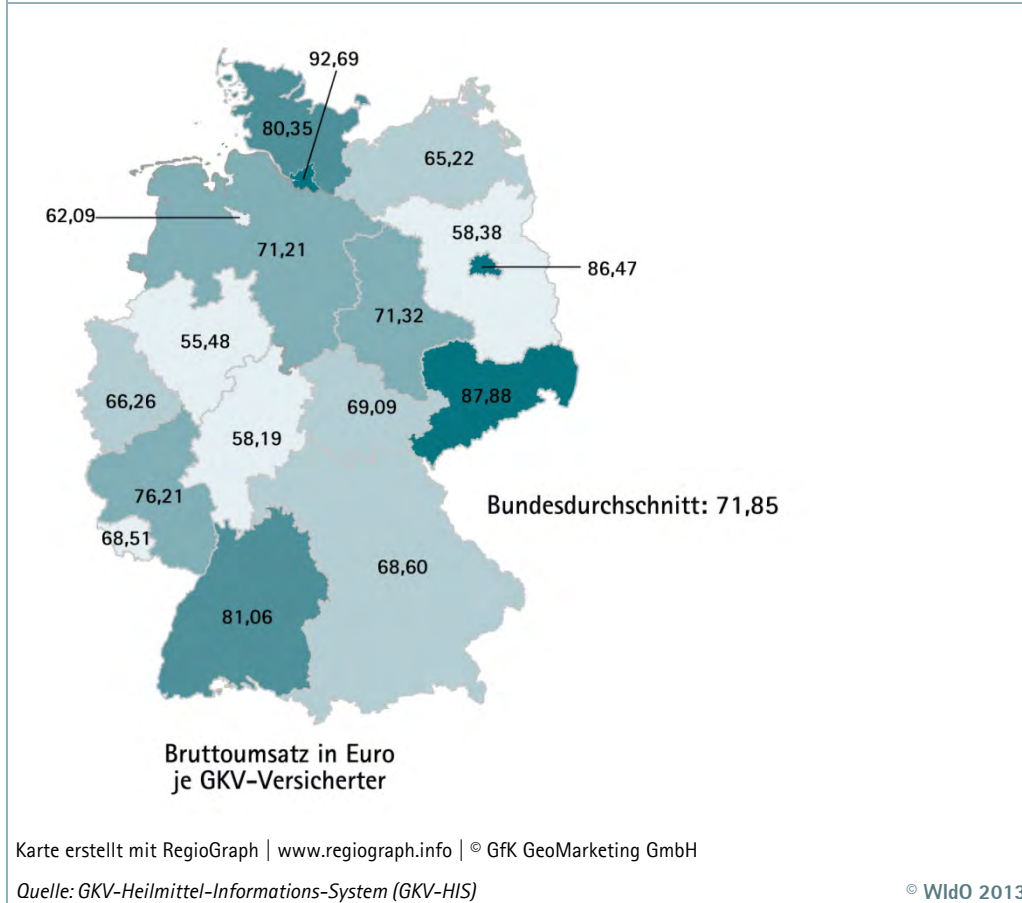 92,69
80,35
65,22
62,09
58,38
71,21
86,47
71,32
55,48
66,26
69,09
87,88
58,19
76,21
Bundesdurchschnitt: 71,85
68,51
68,60
81,06
Bruttoumsatz in Euro
je GKV-Versicherter
Karte erstellt mit RegioGraph | www.regiograph.info | © GfK GeoMarketing GmbH
Quelle: GKV-Heilmittel-Informations-System (GKV-HIS)
© WIdO 2013